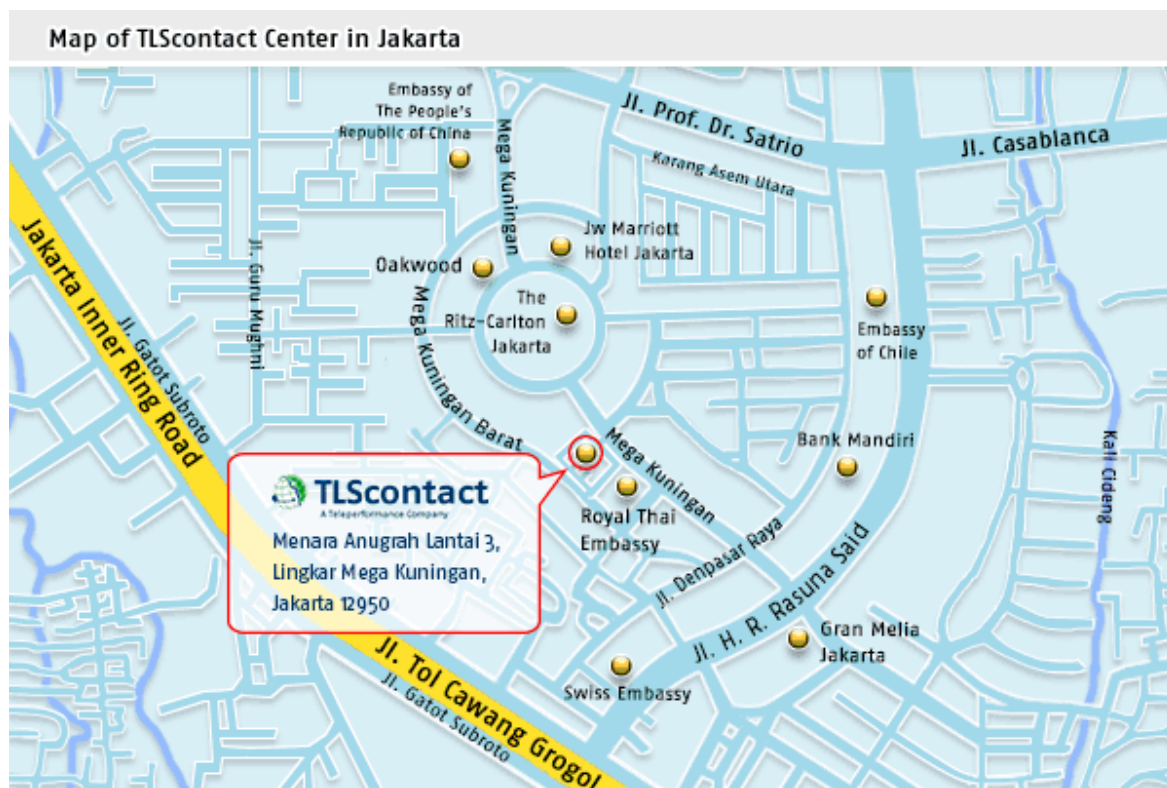 Map of TLScontact Center in Jakarta
Embassy of
The People's
Republic of China
Mega Kuningan
Jl. Prof. Dr. Satrio
Jl. Casablanca
Karang Asem Utara
Jw Marriott
Hotel Jakarta
Oakwood
The
Ritz-Carlton
Jakarta
Jl. Guru Mughni
Mega Kuningan Barat
Jakarta Inner Ring Road
Jl. Gatot Subroto
Embassy
of Chile
Bank Mandiri
Kali Cideng
Mega Kuningan
Royal Thai
Embassy
TLScontact
A Teleperformance Company
Menara Anugrah Lantai 3,
Lingkar Mega Kuningan,
Jakarta 12950
Jl. Denpasar Raya
Jl. H. R. Rasuna Said
Gran Melia
Jakarta
Swiss Embassy
Jl. Tol Cawang Grogol
Jl. Gatot Subroto